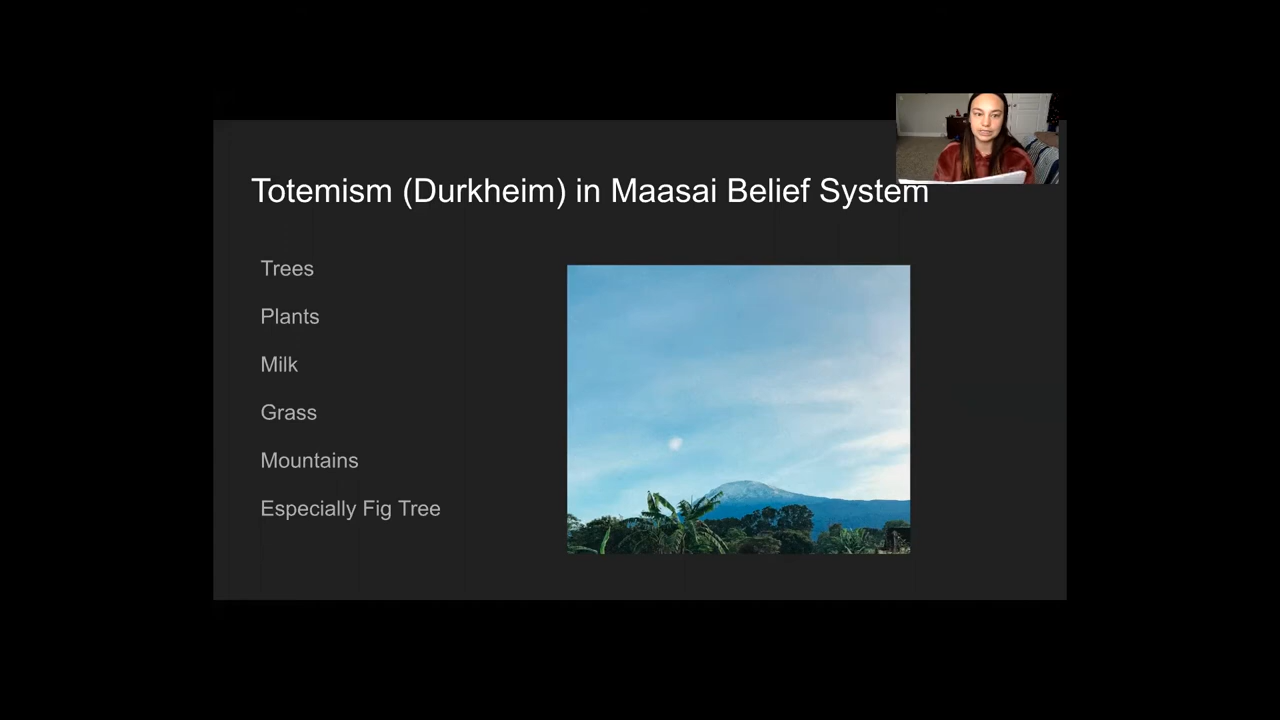 Totemism (Durkheim) in Maasai Belief System
Trees
Plants
Milk
Grass
Mountains
Especially Fig Tree